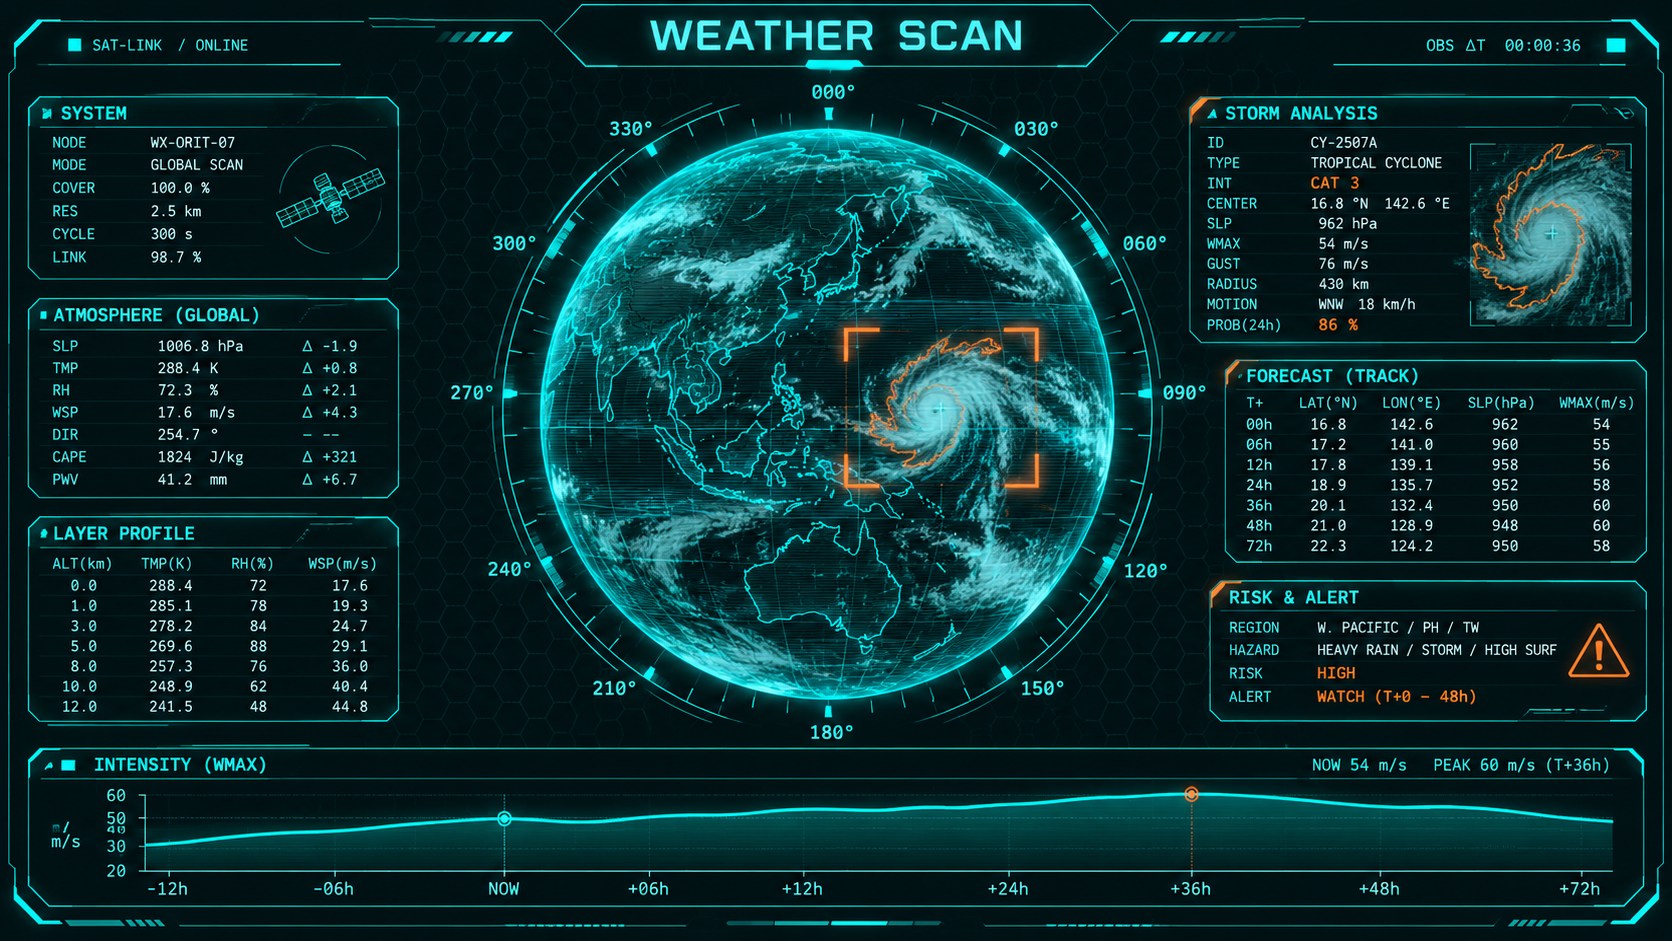 WEATHER SCAN
SAT-LINK / ONLINE
OBS ΔT 00:00:36
SYSTEM
NODE WX-ORIT-07
MODE GLOBAL SCAN
COVER 100.0 %
RES 2.5 km
CYCLE 300 s
LINK 98.7 %
ATMOSPHERE (GLOBAL)
SLP 1006.8 hPa Δ -1.9
TMP 288.4 K Δ +0.8
RH 72.3 % Δ +2.1
WSP 17.6 m/s Δ +4.3
DIR 254.7 ° — --
CAPE 1824 J/kg Δ +321
PWV 41.2 mm Δ +6.7
LAYER PROFILE
ALT(km) TMP(K) RH(%) WSP(m/s)
0.0 288.4 72 17.6
1.0 285.1 78 19.3
3.0 278.2 84 24.7
5.0 269.6 88 29.1
8.0 257.3 76 36.0
10.0 248.9 62 40.4
12.0 241.5 48 44.8
000°
030°
060°
090°
120°
150°
180°
210°
240°
270°
300°
330°
STORM ANALYSIS
ID CY-2507A
TYPE TROPICAL CYCLONE
INT CAT 3
CENTER 16.8 °N 142.6 °E
SLP 962 hPa
WMAX 54 m/s
GUST 76 m/s
RADIUS 430 km
MOTION WNW 18 km/h
PROB(24h) 86 %
FORECAST (TRACK)
T+ LAT(°N) LON(°E) SLP(hPa) WMAX(m/s)
00h 16.8 142.6 962 54
06h 17.2 141.0 960 55
12h 17.8 139.1 958 56
24h 18.9 135.7 952 58
36h 20.1 132.4 950 60
48h 21.0 128.9 948 60
72h 22.3 124.2 950 58
RISK & ALERT
REGION W. PACIFIC / PH / TW
HAZARD HEAVY RAIN / STORM / HIGH SURF
RISK HIGH
ALERT WATCH (T+0 – 48h)
INTENSITY (WMAX)
NOW 54 m/s PEAK 60 m/s (T+36h)
60
50
40
30
20
m/
m/s
-12h -06h NOW +06h +12h +24h +36h +48h +72h